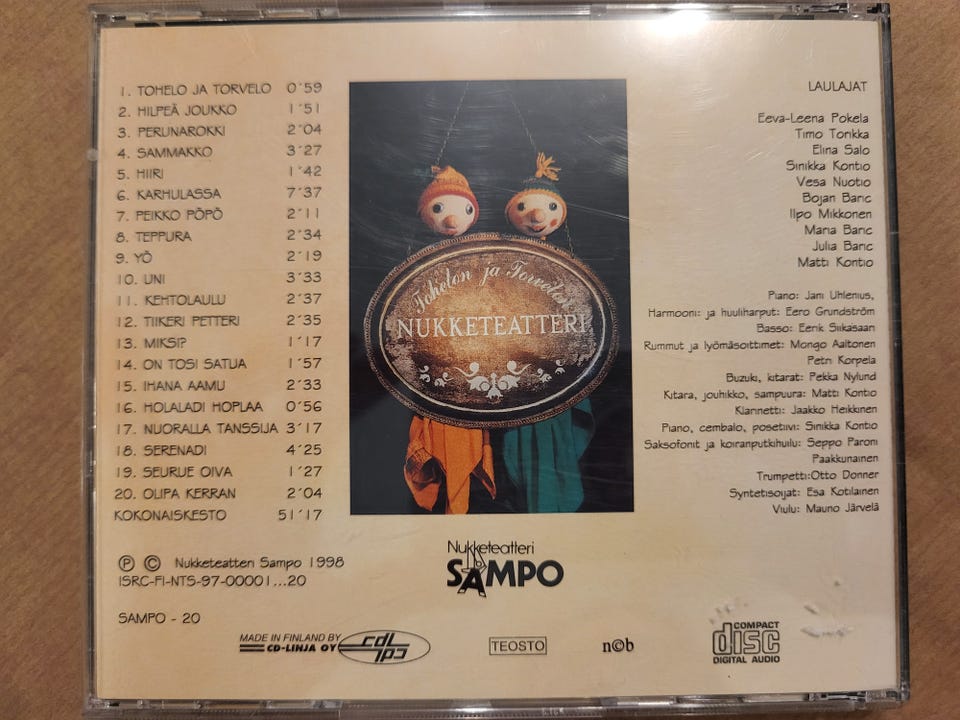 1. TOHELO JA TORVELO 0´59
2. HILPEÄ JOUKKO 1´51
3. PERUNAROKKI 2´04
4. SAMMAKKO 3´27
5. HIIRI 1´42
6. KARHULASSA 7´37
7. PEIKKO PÖPÖ 2´11
8. TEPPURA 2´34
9. YÖ 2´19
10. UNI 3´33
11. KEHTOLAULU 2´37
12. TIIKERI PETTERI 2´35
13. MIKSI? 1´17
14. ON TOSI SATUA 1´57
15. IHANA AAMU 2´33
16. HOLALADI HOPLAA 0´56
17. NUORALLA TANSSIJA 3´17
18. SERENADI 4´25
19. SEURUE OIVA 1´27
20. OLIPA KERRAN 2´04
KOKONAISKESTO 51´17
Ⓟ © Nukketeatteri Sampo 1998
ISRC-FI-NTS-97-00001...20
SAMPO - 20
Tohelon ja Torvelon
NUKKETEATTERI
LAULAJAT
Eeva-Leena Pokela
Timo Torikka
Elina Salo
Sinikka Kontio
Vesa Nuotio
Bojan Baric
Ilpo Mikkonen
Maria Baric
Julia Baric
Matti Kontio
Piano: Jani Uhlenius,
Harmooni: ja huuliharput: Eero Grundström
Basso: Eerik Siikasaari
Rummut ja lyömäsoittimet: Mongo Aaltonen
Petri Korpela
Buzuki, kitarat: Pekka Nylund
Kitara, jouhikko, sampuura: Matti Kontio
Klarinetti: Jaakko Heikkinen
Piano, cembalo, posetiivi: Sinikka Kontio
Saksofonit ja koiranputkihuilu: Seppo Paroni
Paakkunainen
Trumpetti:Otto Donner
Syntetisoijat: Esa Kotilainen
Viulu: Mauno Järvelä
Nukketeatteri
SAMPO
MADE IN FINLAND BY
CD-LINJA OY
cdl
TEOSTO
n©b
COMPACT
disc
DIGITAL AUDIO